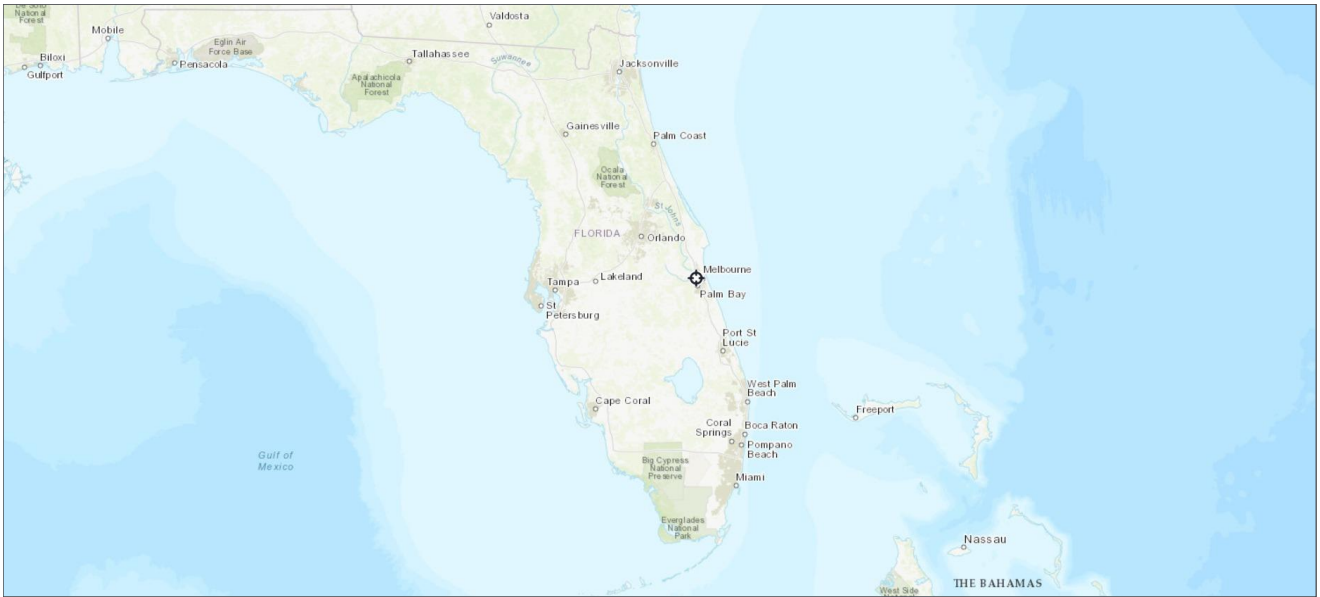 De Soto
National
Forest
Mobile
Biloxi
Gulfport
Eglin Air
Force Base
Pensacola
Valdosta
Tallahassee
Suwannee
Apalachicola
National
Forest
Jacksonville
Gainesville
Palm Coast
Ocala
National
Forest
St Johns
FLORIDA
Orlando
Melbourne
Tampa
Lakeland
Palm Bay
St
Petersburg
Port St
Lucie
West Palm
Beach
Cape Coral
Freeport
Coral
Springs
Boca Raton
Pompano
Beach
Gulf of
Mexico
Big Cypress
National
Preserve
Miami
Everglades
National
Park
Nassau
THE BAHAMAS
West Side